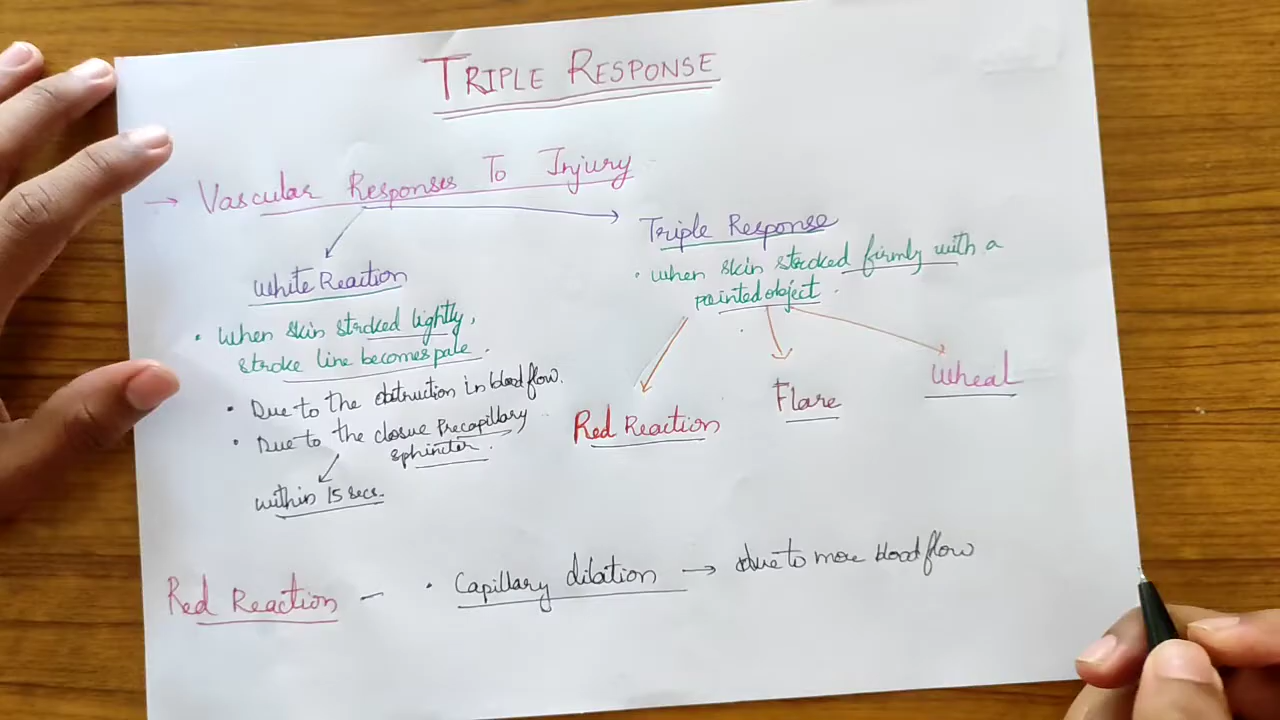 TRIPLE RESPONSE
→ Vascular Responses To Injury
White Reaction
• When skin stroked lightly,
stroke line becomes pale.
• Due to the obstruction in blood flow.
• Due to the closue Precapillary
sphincter.
within 15 secs.
Triple Response
• when skin stroked firmly with a
pointed object.
Red Reaction
Flare
Wheal
Red Reaction – • Capillary dilation → due to more blood flow